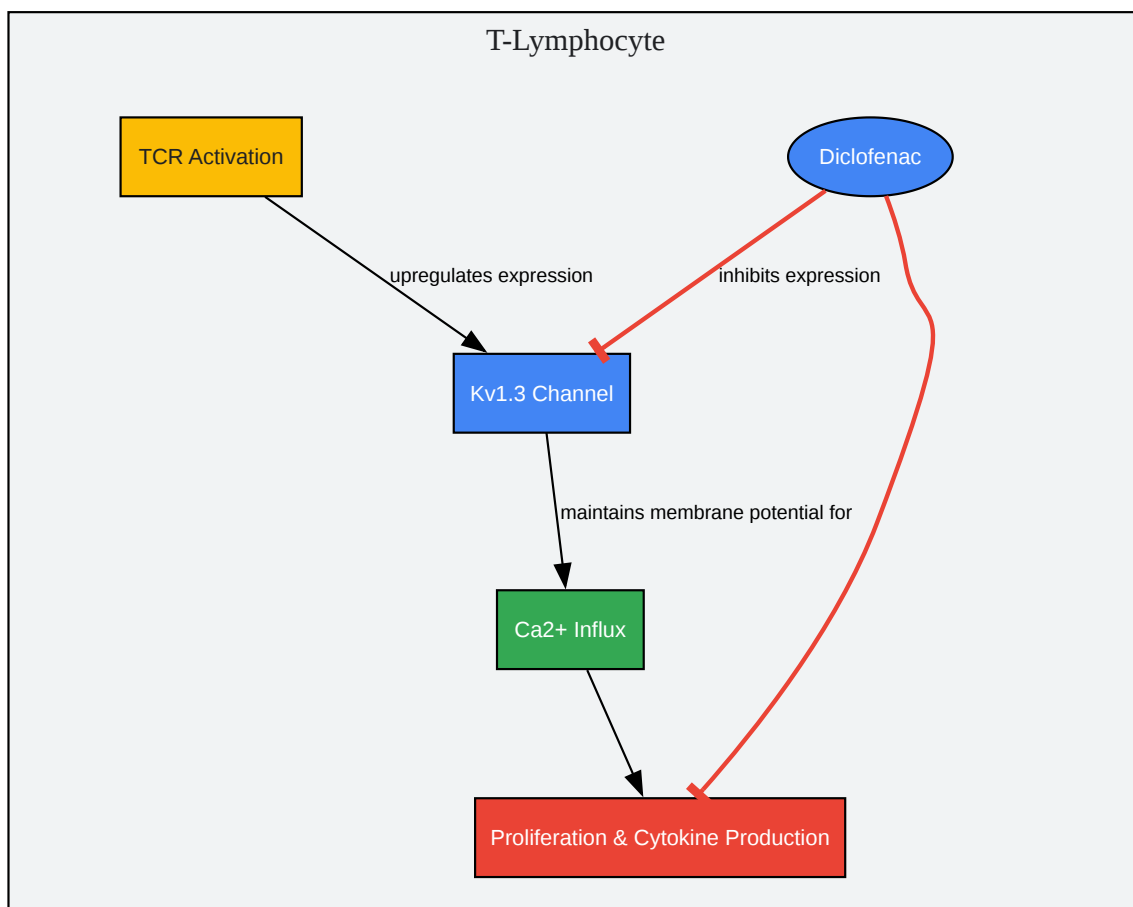 T-Lymphocyte
TCR Activation
Diclofenac
upregulates expression
inhibits expression
Kv1.3 Channel
maintains membrane potential for
Ca2+ Influx
Proliferation & Cytokine Production